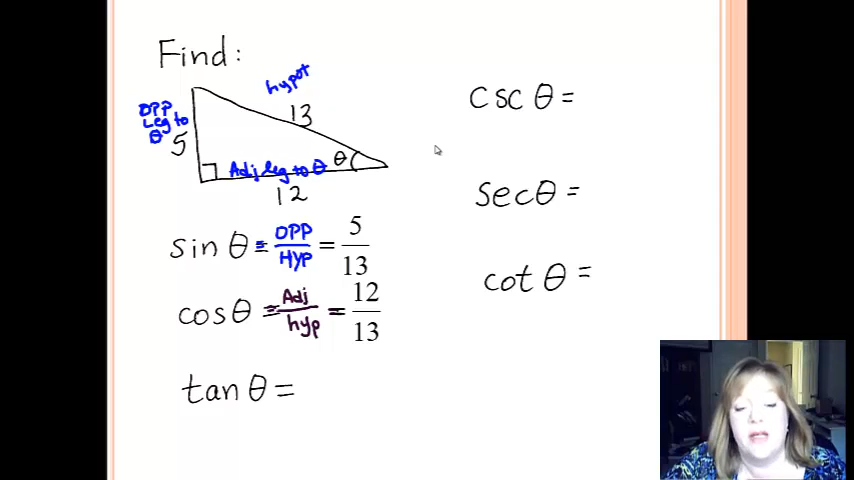 Find:
hypot
13
OPP
Leg to
θ
5
Adj leg to θ
θ
12
sin θ = OPP/HYP = 5/13
cos θ = Adj/hyp = 12/13
tan θ =
csc θ =
sec θ =
cot θ =